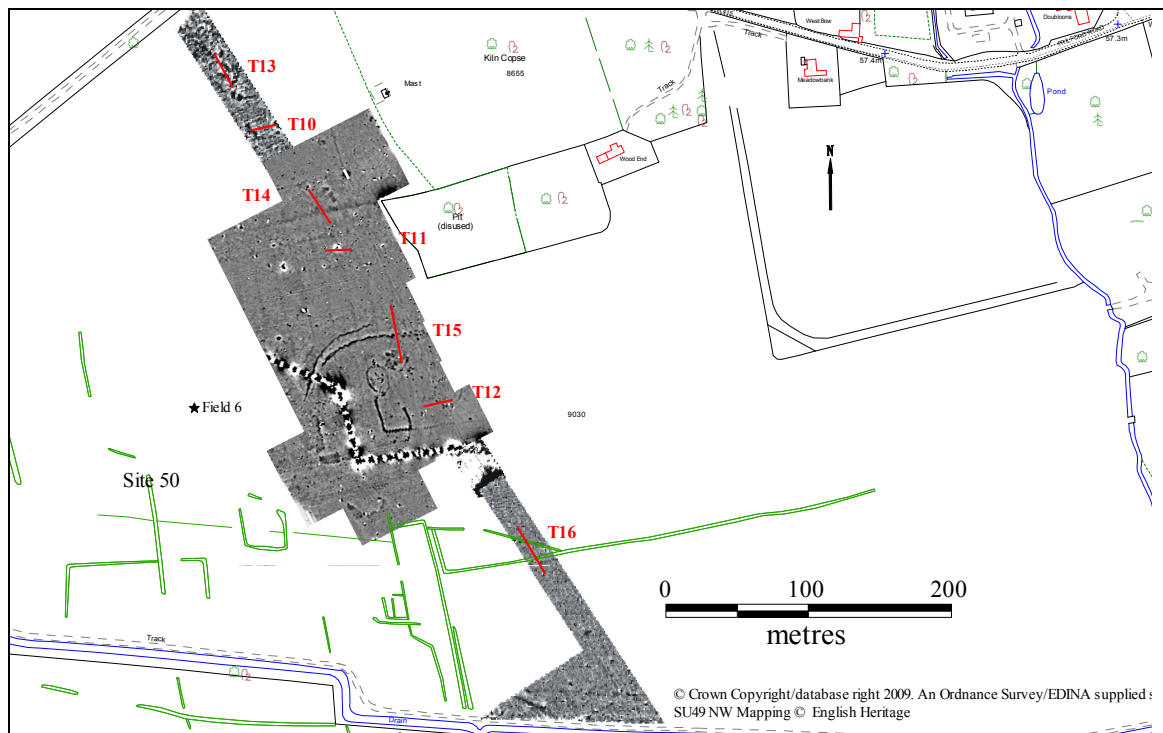 West Bow
Doubloons
57.3m
Track
57.4m
T13
Kiln Copse
8655
Mast
Meadowbank
Track
Pond
T10
Wood End
N
T14
Pit
(disused)
T11
T15
T12
Field 6
9030
Site 50
T16
0 100 200
metres
Track
Drain
© Crown Copyright/database right 2009. An Ordnance Survey/EDINA supplied s
SU49 NW Mapping © English Heritage